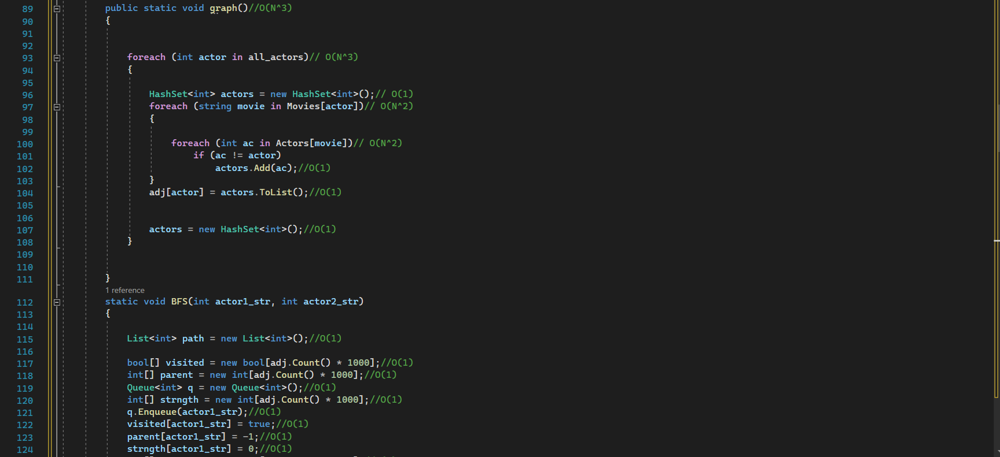 89 public static void graph()//O(N^3)
90 {
91
92
93 foreach (int actor in all_actors)// O(N^3)
94 {
95
96 HashSet<int> actors = new HashSet<int>();// O(1)
97 foreach (string movie in Movies[actor])// O(N^2)
98 {
99
100 foreach (int ac in Actors[movie])// O(N^2)
101 if (ac != actor)
102 actors.Add(ac);//O(1)
103 }
104 adj[actor] = actors.ToList();//O(1)
105
106
107 actors = new HashSet<int>();//O(1)
108 }
109
110
111 }
1 reference
112 static void BFS(int actor1_str, int actor2_str)
113 {
114
115 List<int> path = new List<int>();//O(1)
116
117 bool[] visited = new bool[adj.Count() * 1000];//O(1)
118 int[] parent = new int[adj.Count() * 1000];//O(1)
119 Queue<int> q = new Queue<int>();//O(1)
120 int[] strngth = new int[adj.Count() * 1000];//O(1)
121 q.Enqueue(actor1_str);//O(1)
122 visited[actor1_str] = true;//O(1)
123 parent[actor1_str] = -1;//O(1)
124 strngth[actor1_str] = 0;//O(1)